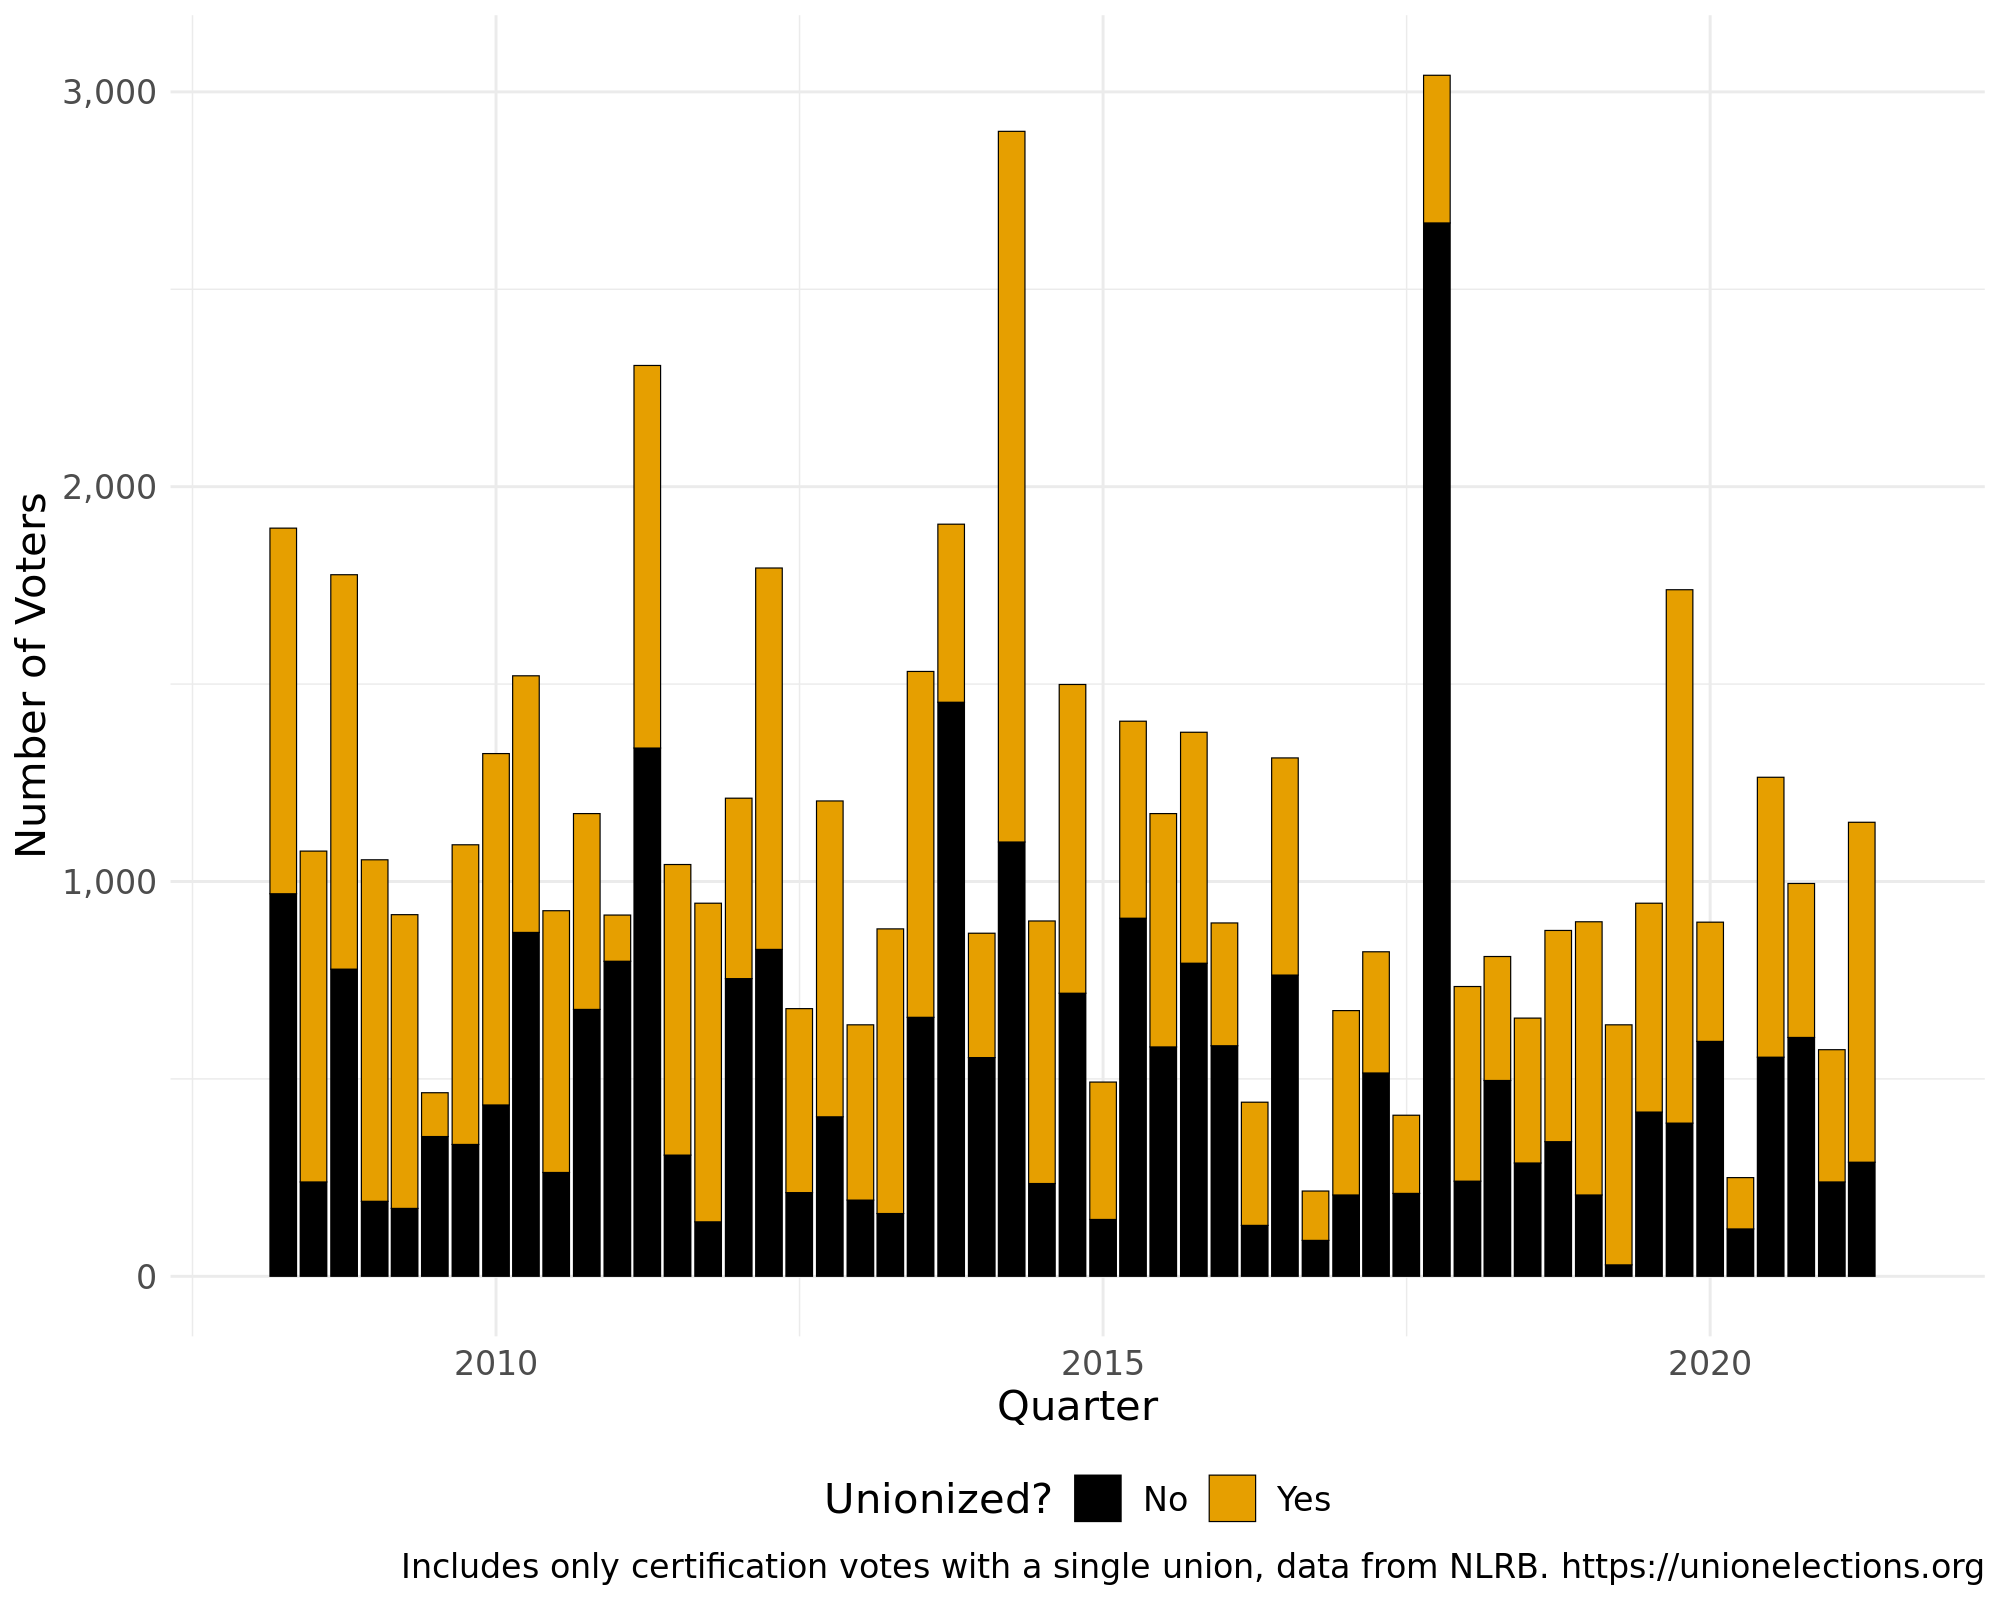 3,000
2,000
1,000
0
Number of Voters
2010 2015 2020
Quarter
Unionized? No Yes
Includes only certification votes with a single union, data from NLRB. https://unionelections.org